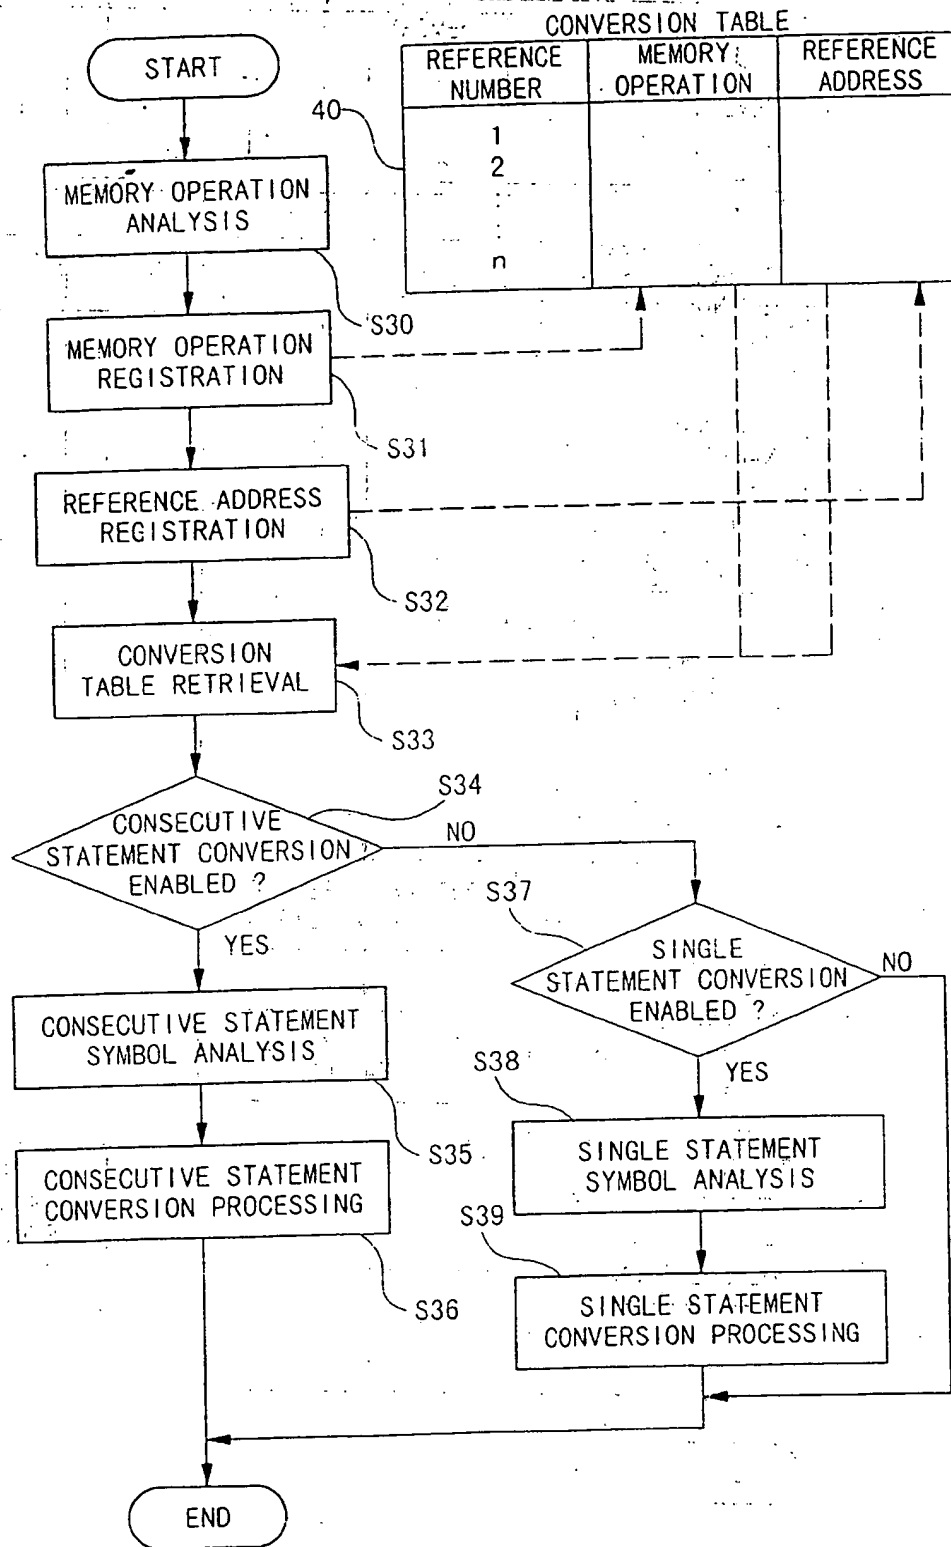 START
CONVERSION TABLE
REFERENCE
NUMBER
MEMORY
OPERATION
REFERENCE
ADDRESS
40
1
2
n
MEMORY OPERATION
ANALYSIS
S30
MEMORY OPERATION
REGISTRATION
S31
REFERENCE ADDRESS
REGISTRATION
S32
CONVERSION
TABLE RETRIEVAL
S33
S34
CONSECUTIVE
STATEMENT CONVERSION
ENABLED ?
NO
YES
S37
SINGLE
STATEMENT CONVERSION
ENABLED ?
NO
YES
CONSECUTIVE STATEMENT
SYMBOL ANALYSIS
S35
S38
SINGLE STATEMENT
SYMBOL ANALYSIS
CONSECUTIVE STATEMENT
CONVERSION PROCESSING
S36
S39
SINGLE STATEMENT
CONVERSION PROCESSING
END